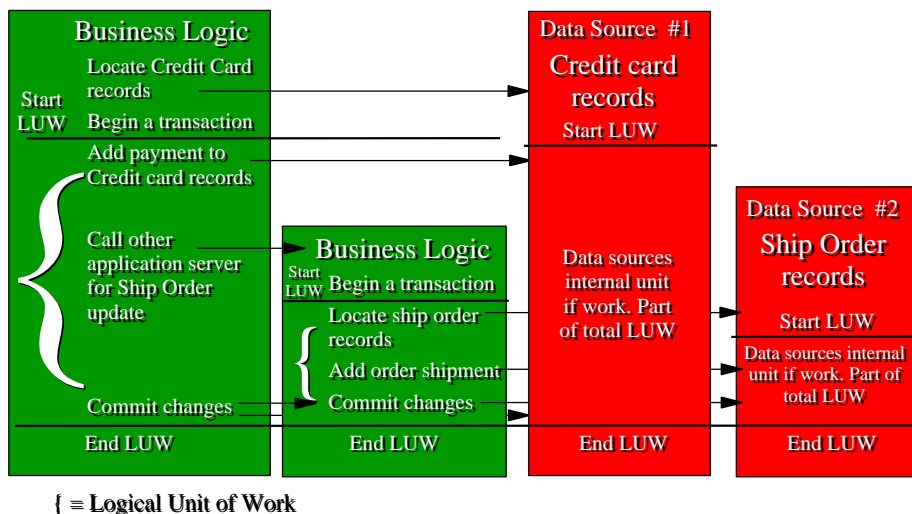 Business Logic
Locate Credit Card
records
Start
LUW
Begin a transaction
Add payment to
Credit card records
Call other
application server
for Ship Order
update
Commit changes
End LUW
Business Logic
Start
LUW
Begin a transaction
Locate ship order
records
Add order shipment
Commit changes
End LUW
Data Source #1
Credit card
records
Start LUW
Data sources
internal unit
if work. Part
of total LUW
End LUW
Data Source #2
Ship Order
records
Start LUW
Data sources internal
unit if work. Part of
total LUW
End LUW
{ ≡ Logical Unit of Work